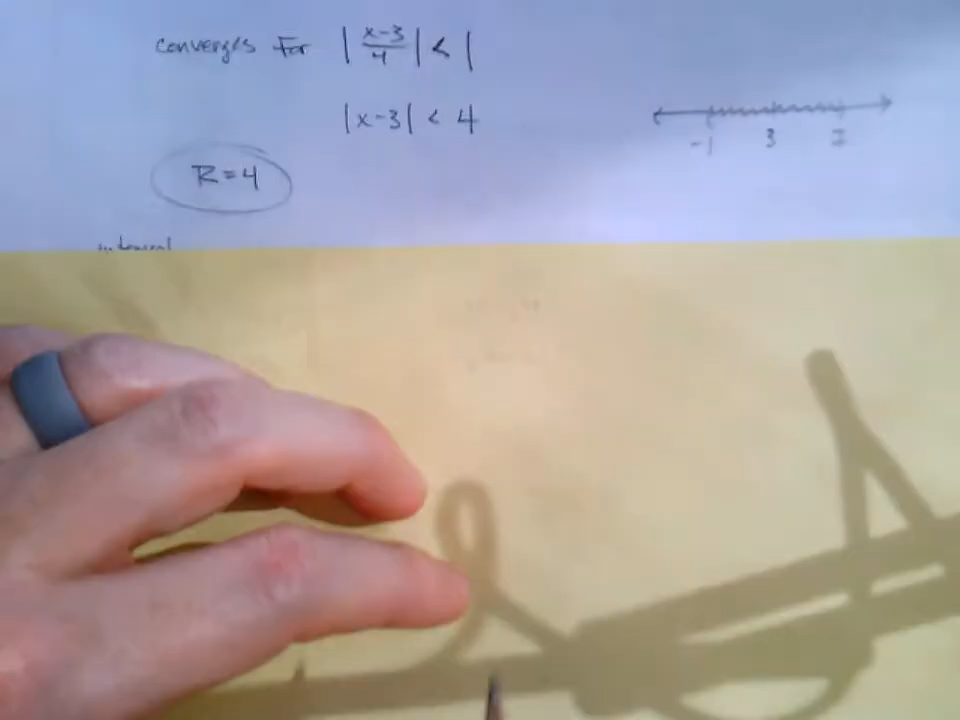 converges for |x-3/4| < 1
|x-3| < 4
-1 3 7
R = 4